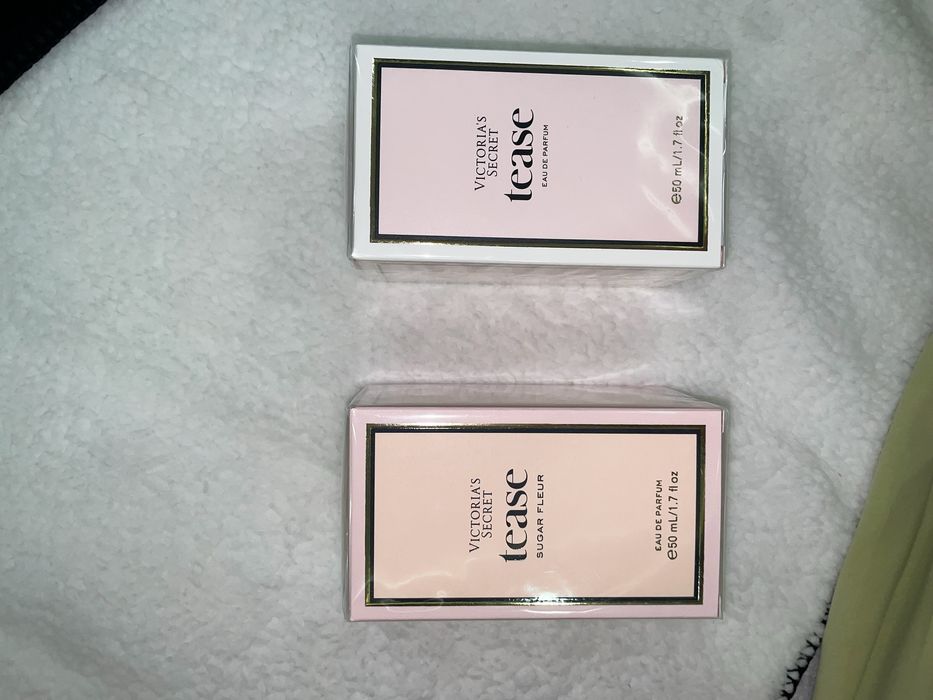 VICTORIA'S
SECRET
tease
EAU DE PARFUM
℮50 mL/1.7 fl oz
VICTORIA'S
SECRET
tease
SUGAR FLEUR
EAU DE PARFUM
℮50 mL/1.7 fl oz